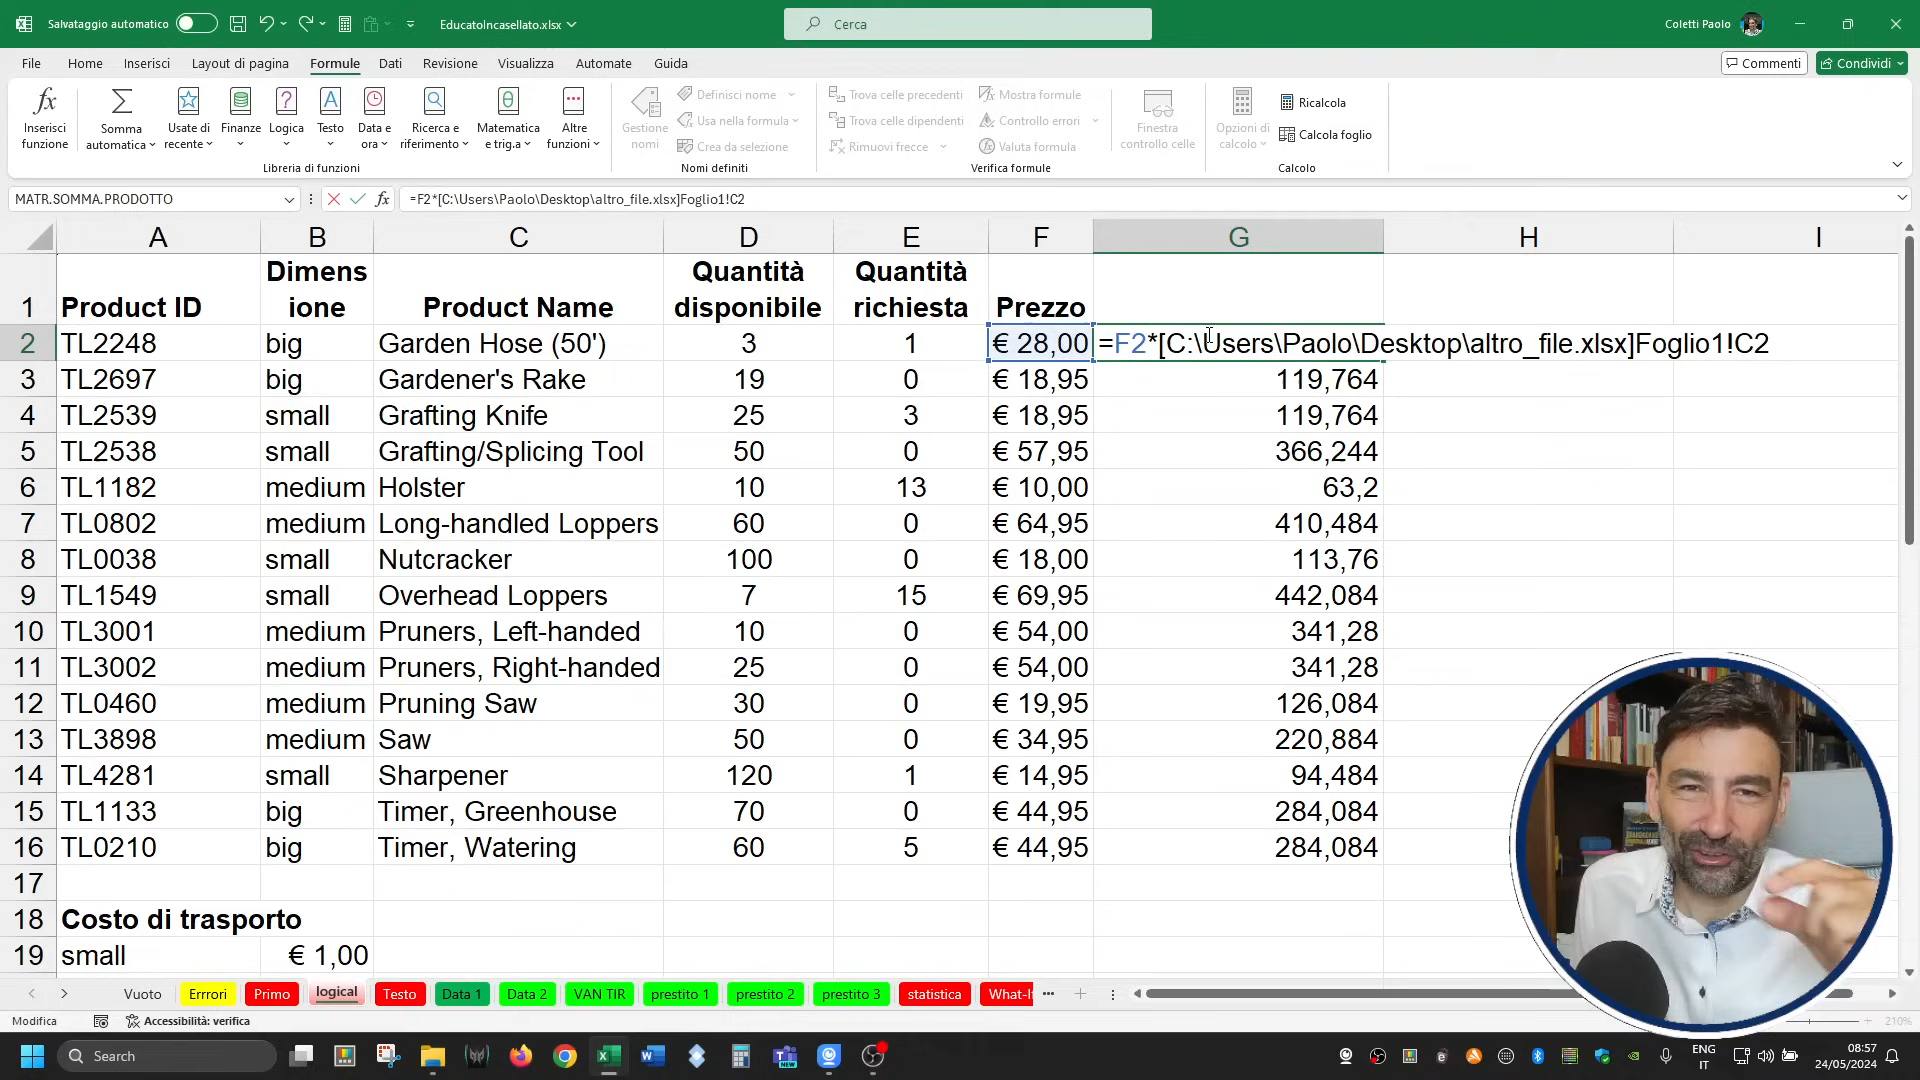 Salvataggio automatico
EducatoIncasellato.xlsx
Cerca
Coletti Paolo
File Home Inserisci Layout di pagina Formule Dati Revisione Visualizza Automate Guida
Commenti Condividi
Inserisci funzione
Somma automatica
Usate di recente
Finanze
Logica
Testo
Data e ora
Ricerca e riferimento
Matematica e trig.a
Altre funzioni
Libreria di funzioni
Gestione nomi
Definisci nome
Usa nella formula
Crea da selezione
Nomi definiti
Trova celle precedenti
Trova celle dipendenti
Rimuovi frecce
Mostra formule
Controllo errori
Valuta formula
Verifica formule
Finestra controllo celle
Opzioni di calcolo
Ricalcola
Calcola foglio
Calcolo
MATR.SOMMA.PRODOTTO
fx =F2*[C:\Users\Paolo\Desktop\altro_file.xlsx]Foglio1!C2
A B C D E F G H I
1 Product ID Dimensione Product Name Quantità disponibile Quantità richiesta Prezzo
2 TL2248 big Garden Hose (50') 3 1 € 28,00 =F2*[C:\Users\Paolo\Desktop\altro_file.xlsx]Foglio1!C2
3 TL2697 big Gardener's Rake 19 0 € 18,95 119,764
4 TL2539 small Grafting Knife 25 3 € 18,95 119,764
5 TL2538 small Grafting/Splicing Tool 50 0 € 57,95 366,244
6 TL1182 medium Holster 10 13 € 10,00 63,2
7 TL0802 medium Long-handled Loppers 60 0 € 64,95 410,484
8 TL0038 small Nutcracker 100 0 € 18,00 113,76
9 TL1549 small Overhead Loppers 7 15 € 69,95 442,084
10 TL3001 medium Pruners, Left-handed 10 0 € 54,00 341,28
11 TL3002 medium Pruners, Right-handed 25 0 € 54,00 341,28
12 TL0460 medium Pruning Saw 30 0 € 19,95 126,084
13 TL3898 medium Saw 50 0 € 34,95 220,884
14 TL4281 small Sharpener 120 1 € 14,95 94,484
15 TL1133 big Timer, Greenhouse 70 0 € 44,95 284,084
16 TL0210 big Timer, Watering 60 5 € 44,95 284,084
17
18 Costo di trasporto
19 small € 1,00
Vuoto Errrori Primo logical Testo Data 1 Data 2 VAN TIR prestito 1 prestito 2 prestito 3 statistica What-I
Modifica Accessibilità: verifica 210%
Search
ENG
IT
08:57
24/05/2024